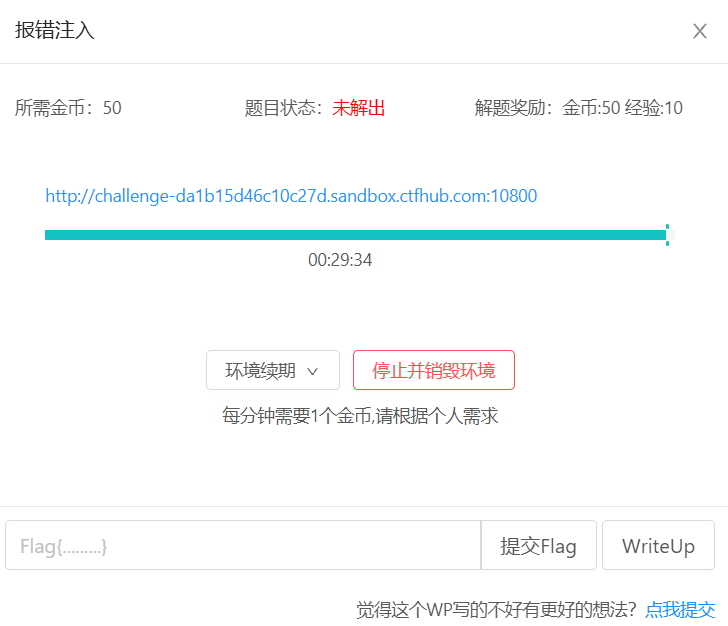 报错注入
所需金币：50 题目状态：未解出 解题奖励：金币:50 经验:10
http://challenge-da1b15d46c10c27d.sandbox.ctfhub.com:10800
00:29:34
环境续期 停止并销毁环境
每分钟需要1个金币,请根据个人需求
Flag{.........} 提交Flag WriteUp
觉得这个WP写的不好有更好的想法？点我提交